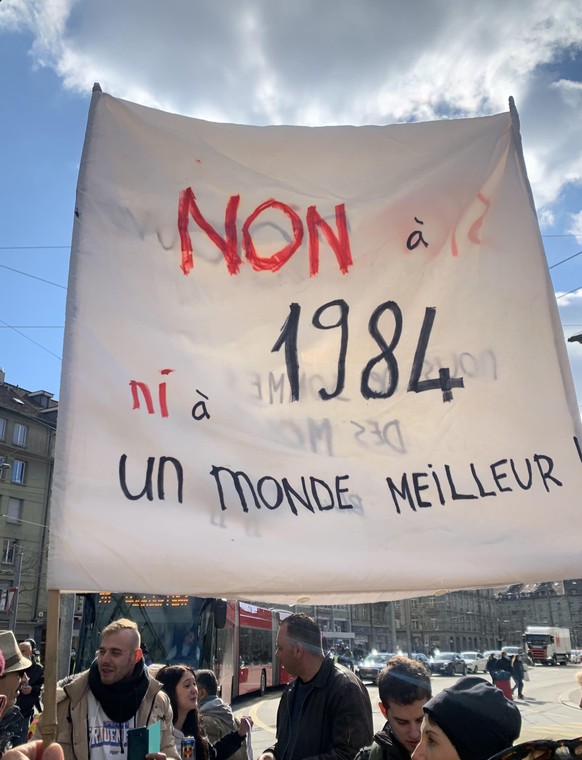 NON à
1984
ni à
UN MONDE MEILLEUR !